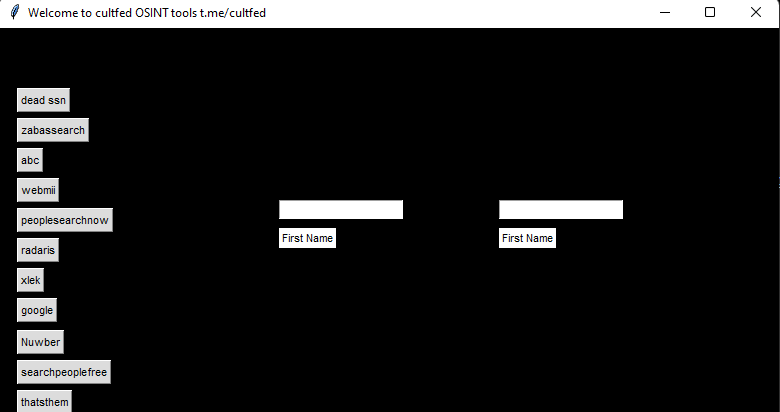 Welcome to cultfed OSINT tools t.me/cultfed
dead ssn
zabassearch
abc
webmii
peoplesearchnow
radaris
xlek
google
Nuwber
searchpeoplefree
thatsthem
First Name
First Name